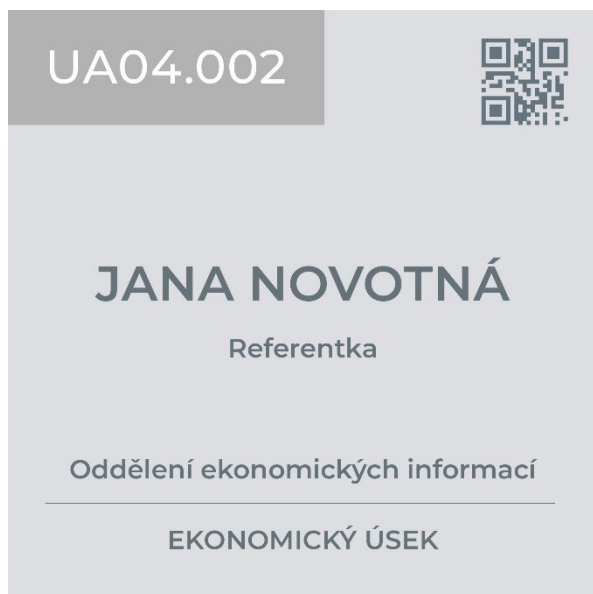 UA04.002
JANA NOVOTNÁ
Referentka
Oddělení ekonomických informací
EKONOMICKÝ ÚSEK